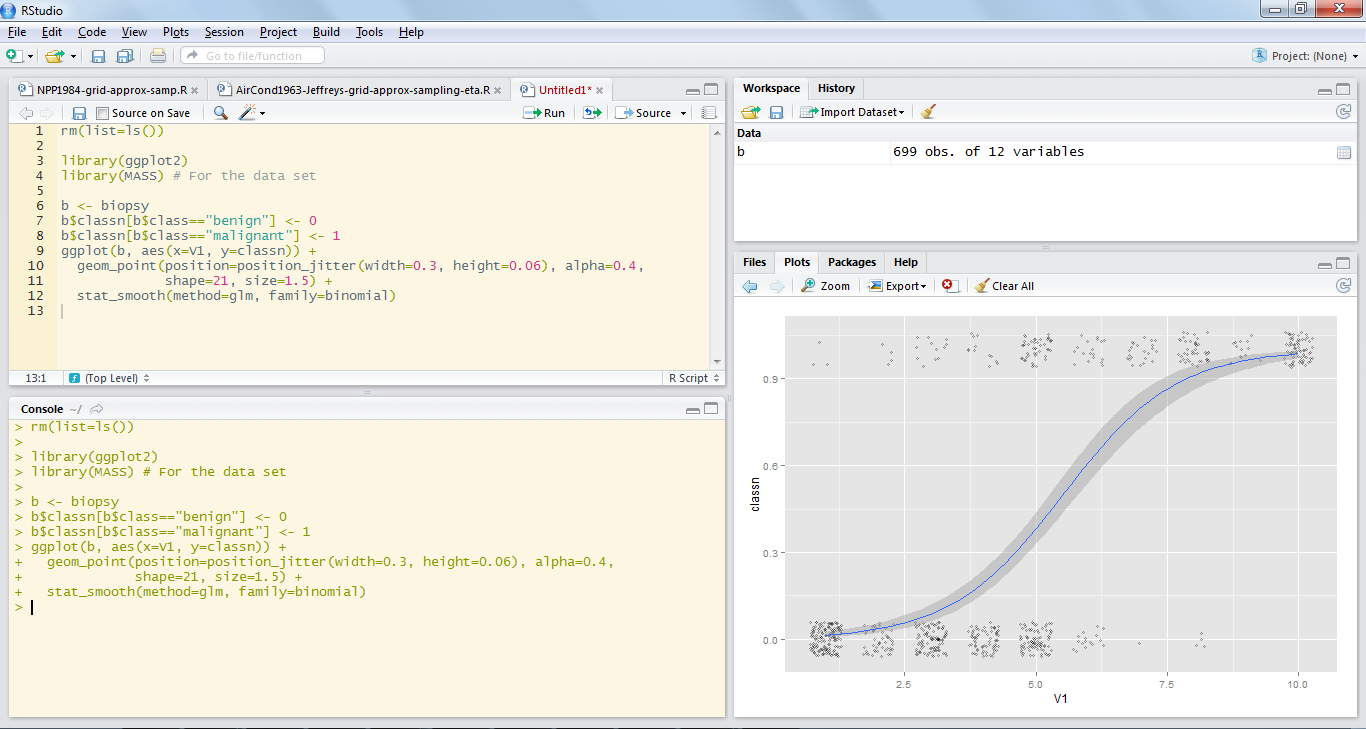 RStudio
File Edit Code View Plots Session Project Build Tools Help
Go to file/function
Project: (None)
NPP1984-grid-approx-samp.R
AirCond1963-Jeffreys-grid-approx-sampling-eta.R
Untitled1*
Source on Save
Run
Source
1 rm(list=ls())
2
3 library(ggplot2)
4 library(MASS) # For the data set
5
6 b <- biopsy
7 b$classn[b$class=="benign"] <- 0
8 b$classn[b$class=="malignant"] <- 1
9 ggplot(b, aes(x=V1, y=classn)) +
10 geom_point(position=position_jitter(width=0.3, height=0.06), alpha=0.4,
11 shape=21, size=1.5) +
12 stat_smooth(method=glm, family=binomial)
13
13:1 (Top Level) R Script
Console ~/
> rm(list=ls())
>
> library(ggplot2)
> library(MASS) # For the data set
>
> b <- biopsy
> b$classn[b$class=="benign"] <- 0
> b$classn[b$class=="malignant"] <- 1
> ggplot(b, aes(x=V1, y=classn)) +
+ geom_point(position=position_jitter(width=0.3, height=0.06), alpha=0.4,
+ shape=21, size=1.5) +
+ stat_smooth(method=glm, family=binomial)
>
Workspace History
Import Dataset
Data
b 699 obs. of 12 variables
Files Plots Packages Help
Zoom Export Clear All
classn
0.9
0.6
0.3
0.0
2.5 5.0 7.5 10.0
V1